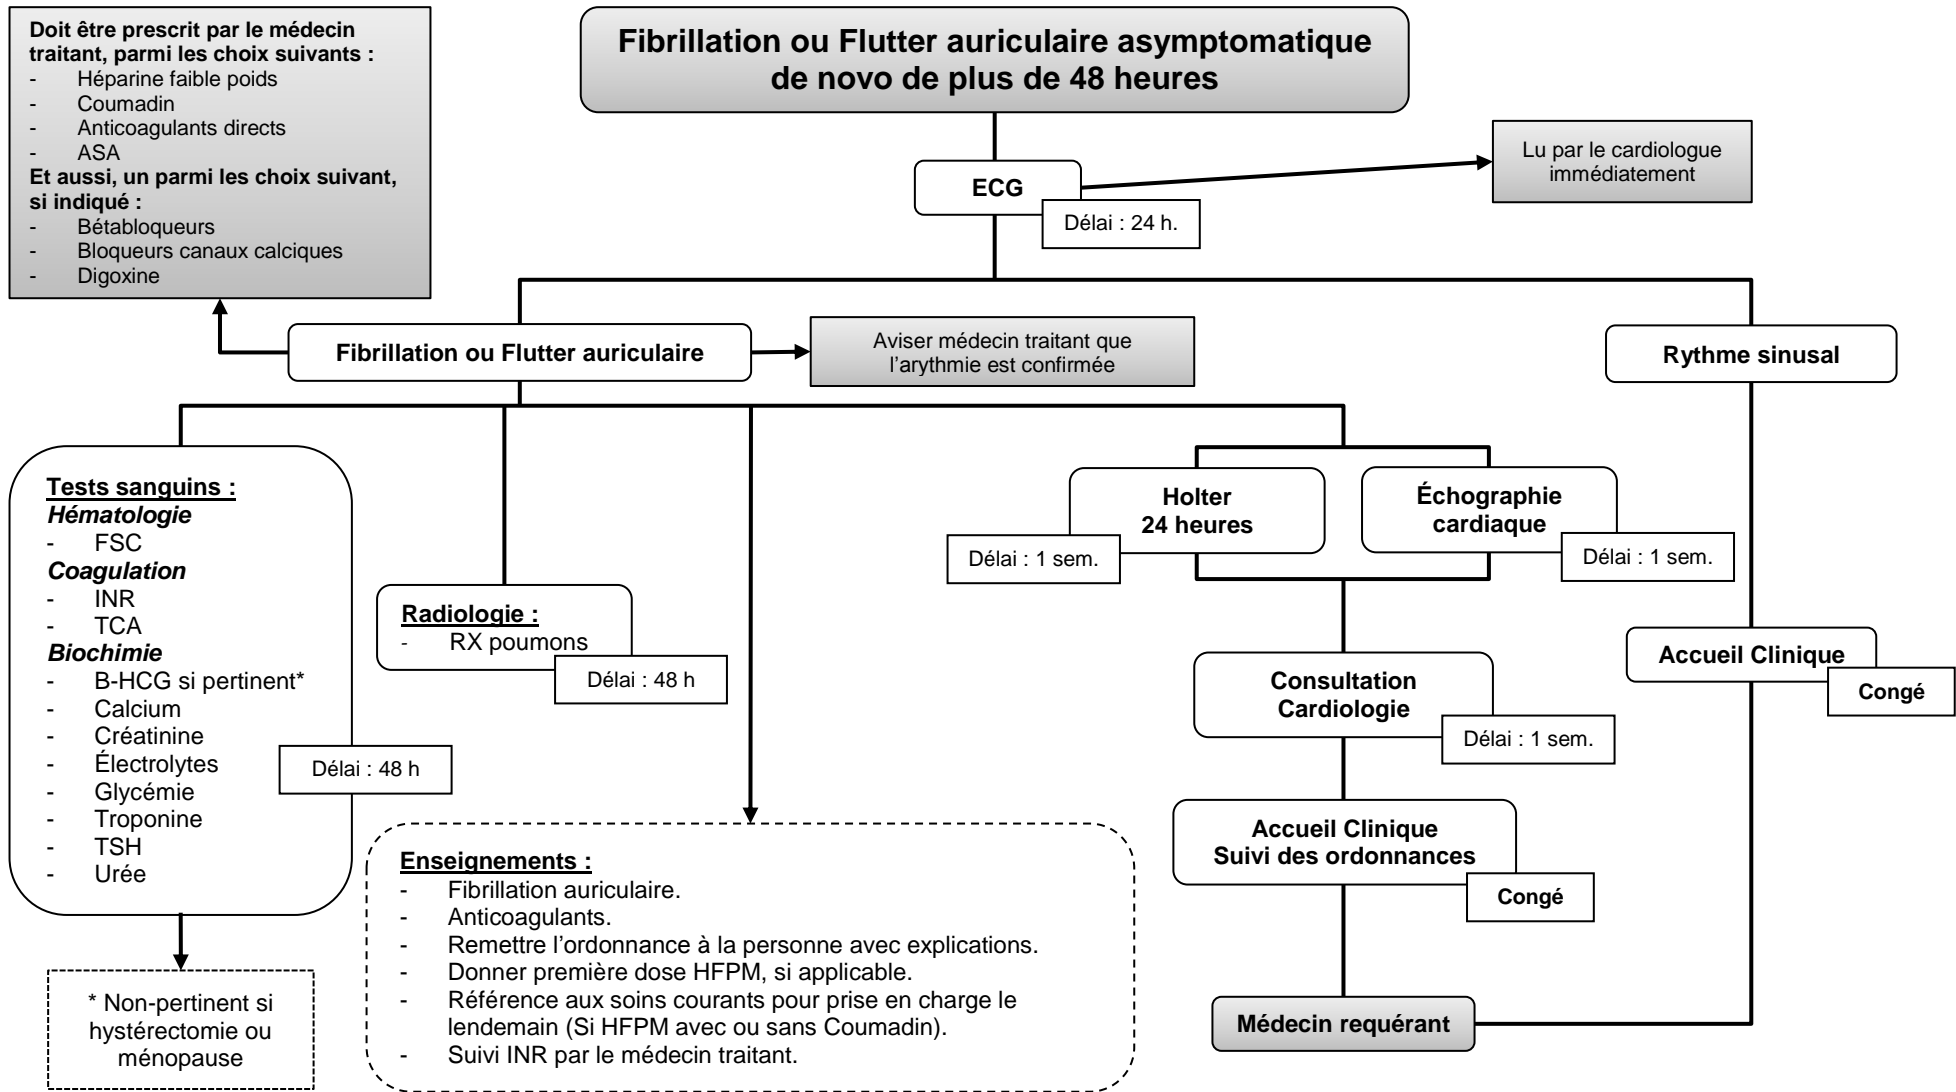 Doit être prescrit par le médecin
traitant, parmi les choix suivants :
- Héparine faible poids
- Coumadin
- Anticoagulants directs
- ASA
Et aussi, un parmi les choix suivant,
si indiqué :
- Bétabloqueurs
- Bloqueurs canaux calciques
- Digoxine
Fibrillation ou Flutter auriculaire asymptomatique
de novo de plus de 48 heures
ECG
Délai : 24 h.
Lu par le cardiologue
immédiatement
Fibrillation ou Flutter auriculaire
Aviser médecin traitant que
l’arythmie est confirmée
Rythme sinusal
Tests sanguins :
Hématologie
- FSC
Coagulation
- INR
- TCA
Biochimie
- B-HCG si pertinent*
- Calcium
- Créatinine
- Électrolytes
- Glycémie
- Troponine
- TSH
- Urée
Délai : 48 h
* Non-pertinent si
hystérectomie ou
ménopause
Radiologie :
- RX poumons
Délai : 48 h
Enseignements :
- Fibrillation auriculaire.
- Anticoagulants.
- Remettre l’ordonnance à la personne avec explications.
- Donner première dose HFPM, si applicable.
- Référence aux soins courants pour prise en charge le
lendemain (Si HFPM avec ou sans Coumadin).
- Suivi INR par le médecin traitant.
Holter
24 heures
Délai : 1 sem.
Échographie
cardiaque
Délai : 1 sem.
Consultation
Cardiologie
Délai : 1 sem.
Accueil Clinique
Suivi des ordonnances
Congé
Accueil Clinique
Congé
Médecin requérant